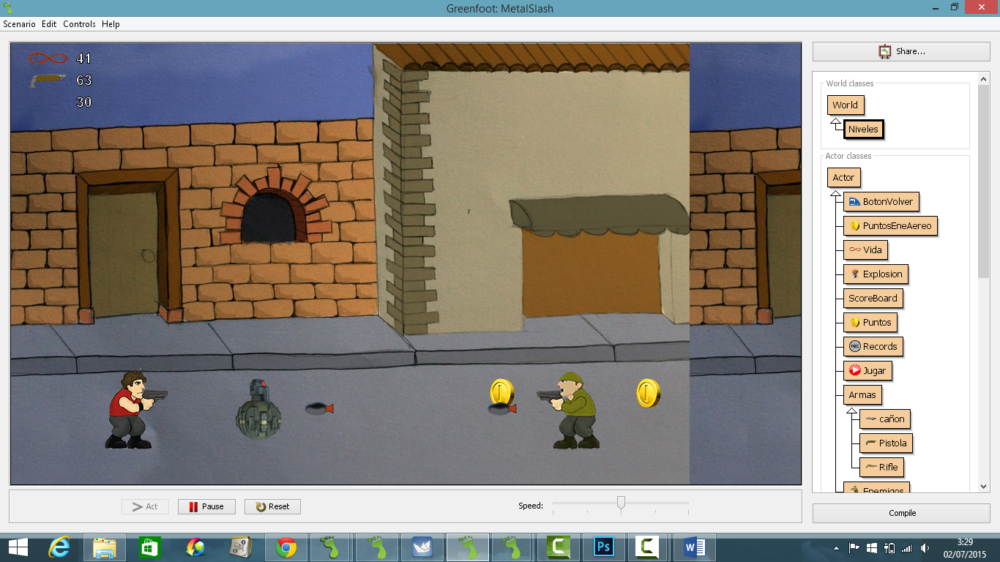 Greenfoot: MetalSlash
Scenario Edit Controls Help
41
63
30
Share...
World classes
World
Niveles
Actor classes
Actor
BotonVolver
PuntosEneAereo
Vida
Explosion
ScoreBoard
Puntos
REC Records
Jugar
Armas
cañon
Pistola
Rifle
Enemigos
Act
Pause
Reset
Speed:
Compile
Ps
3:29
02/07/2015